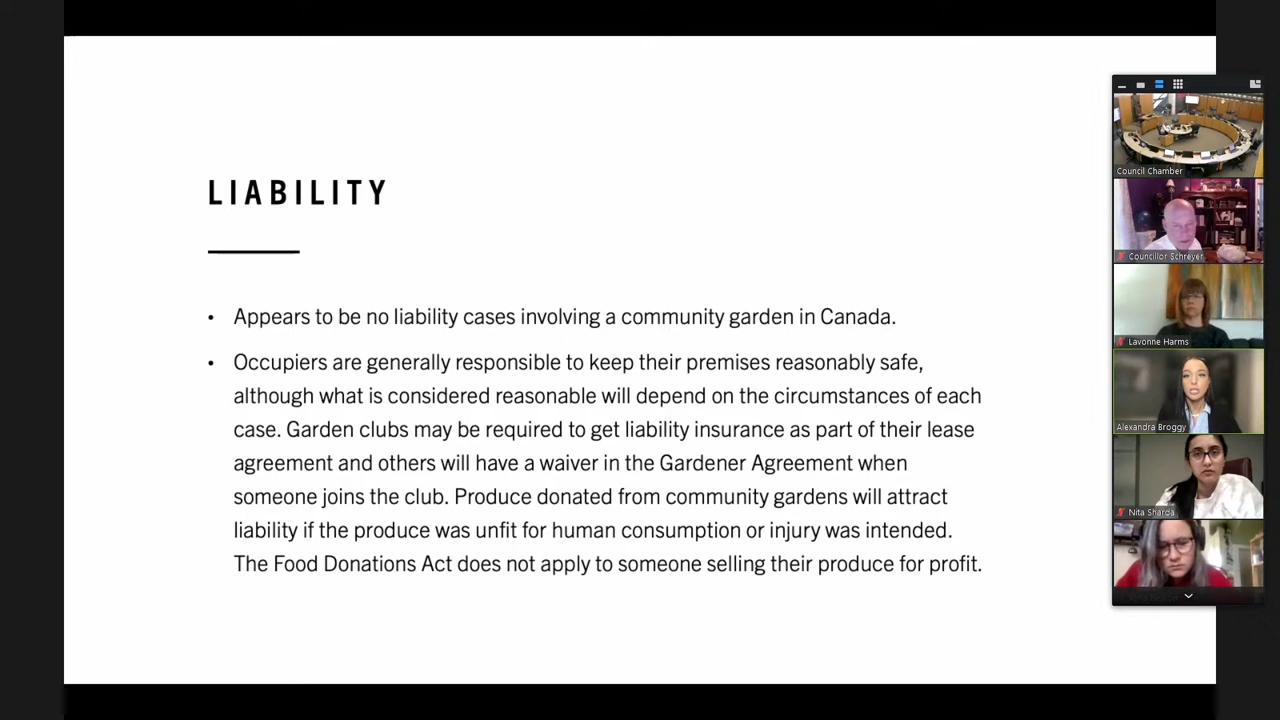 LIABILITY
• Appears to be no liability cases involving a community garden in Canada.
• Occupiers are generally responsible to keep their premises reasonably safe,
although what is considered reasonable will depend on the circumstances of each
case. Garden clubs may be required to get liability insurance as part of their lease
agreement and others will have a waiver in the Gardener Agreement when
someone joins the club. Produce donated from community gardens will attract
liability if the produce was unfit for human consumption or injury was intended.
The Food Donations Act does not apply to someone selling their produce for profit.
Council Chamber
Councillor Schreyer
Lavonne Harms
Alexandra Broggy
Nita Sharda